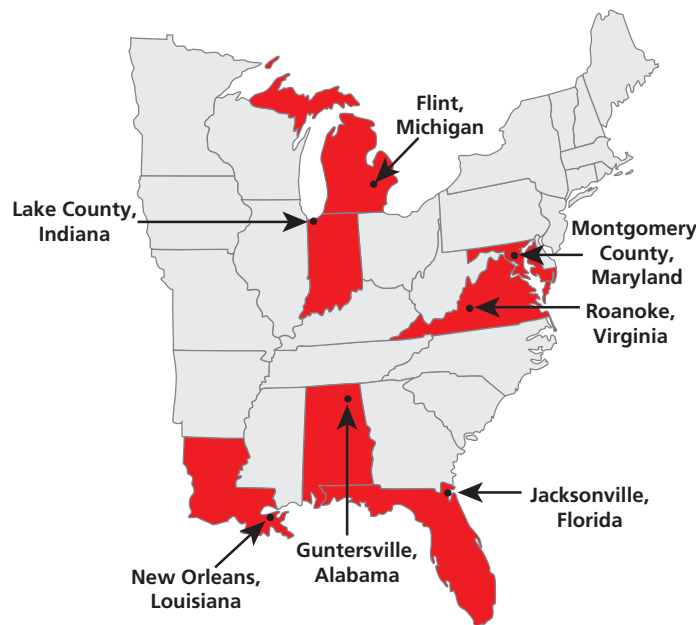 Flint,
Michigan
Lake County,
Indiana
Montgomery
County,
Maryland
Roanoke,
Virginia
Jacksonville,
Florida
Guntersville,
Alabama
New Orleans,
Louisiana